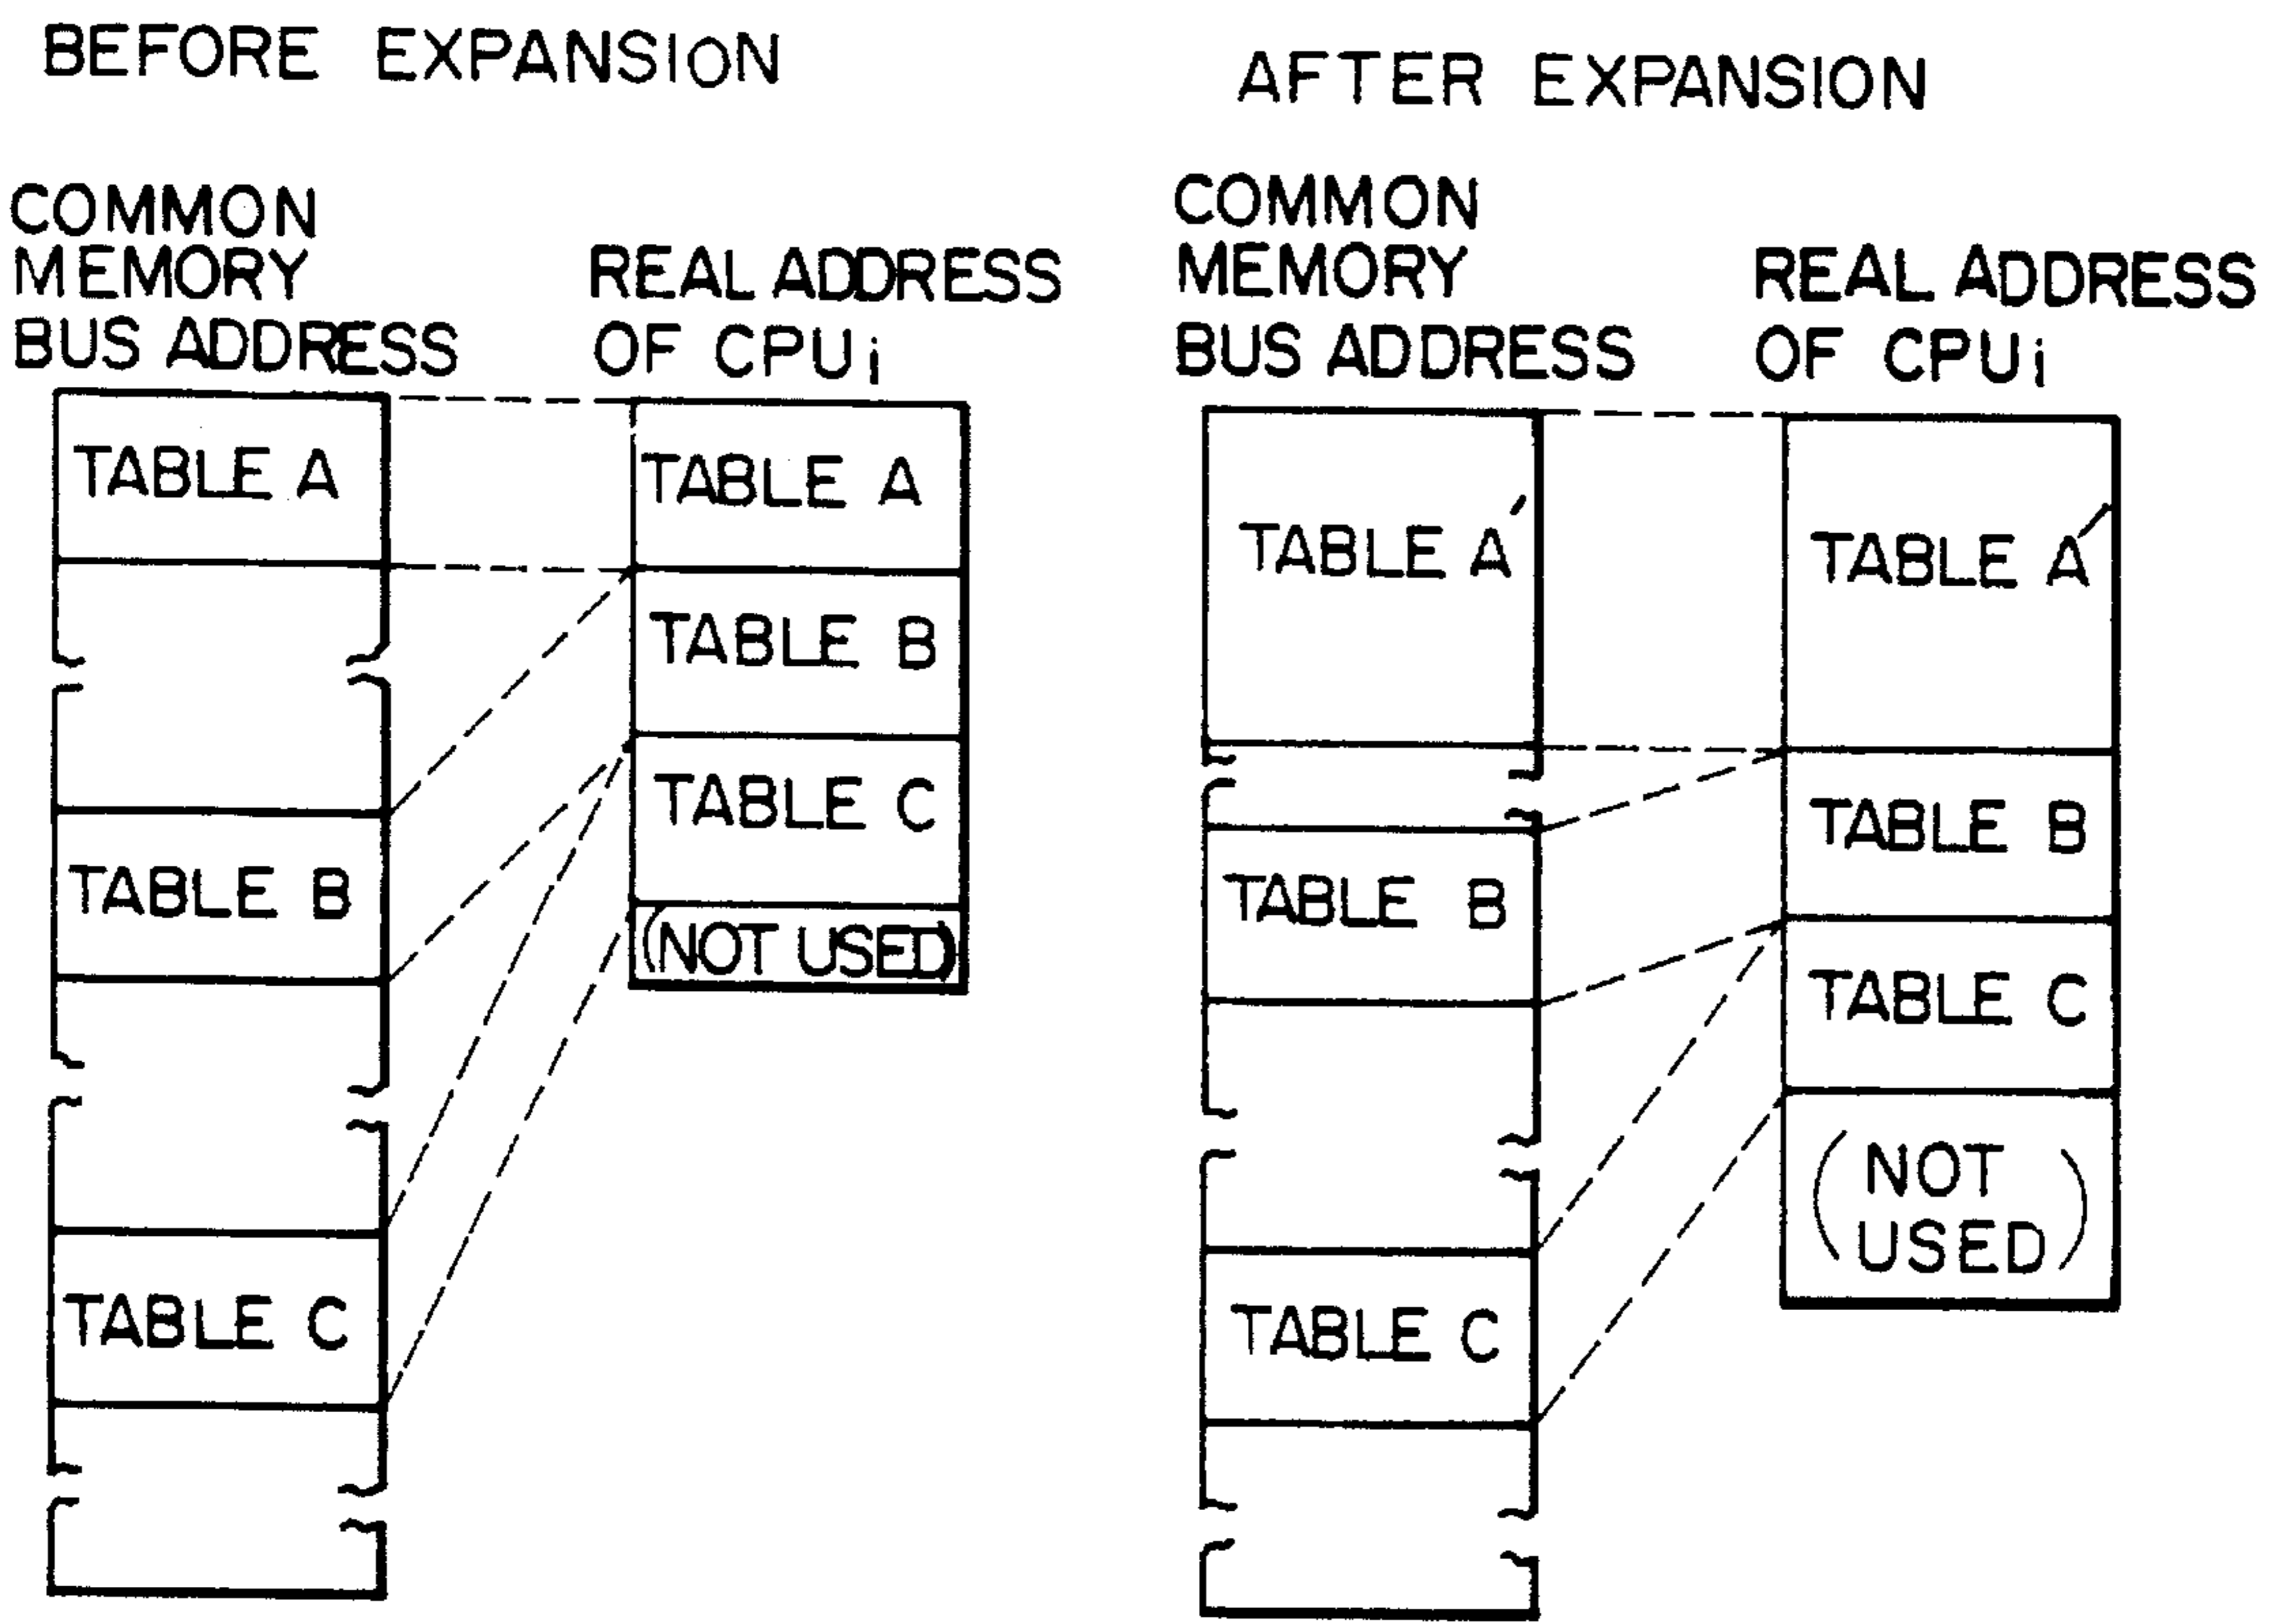 BEFORE EXPANSION
COMMON
MEMORY
BUS ADDRESS
REAL ADDRESS
OF CPUi
TABLE A
TABLE B
TABLE C
TABLE A
TABLE B
TABLE C
(NOT USED)
AFTER EXPANSION
COMMON
MEMORY
BUS ADDRESS
REAL ADDRESS
OF CPUi
TABLE A′
TABLE B
TABLE C
TABLE A′
TABLE B
TABLE C
(NOT
USED)